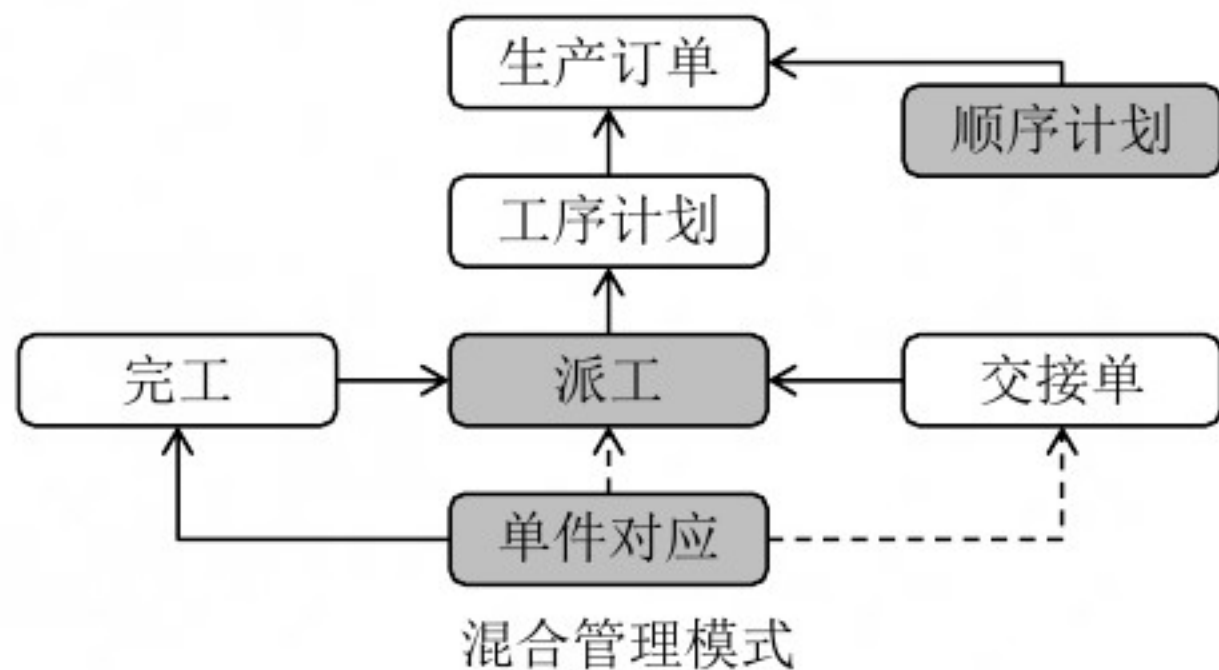 生产订单
顺序计划
工序计划
完工
派工
交接单
单件对应
混合管理模式